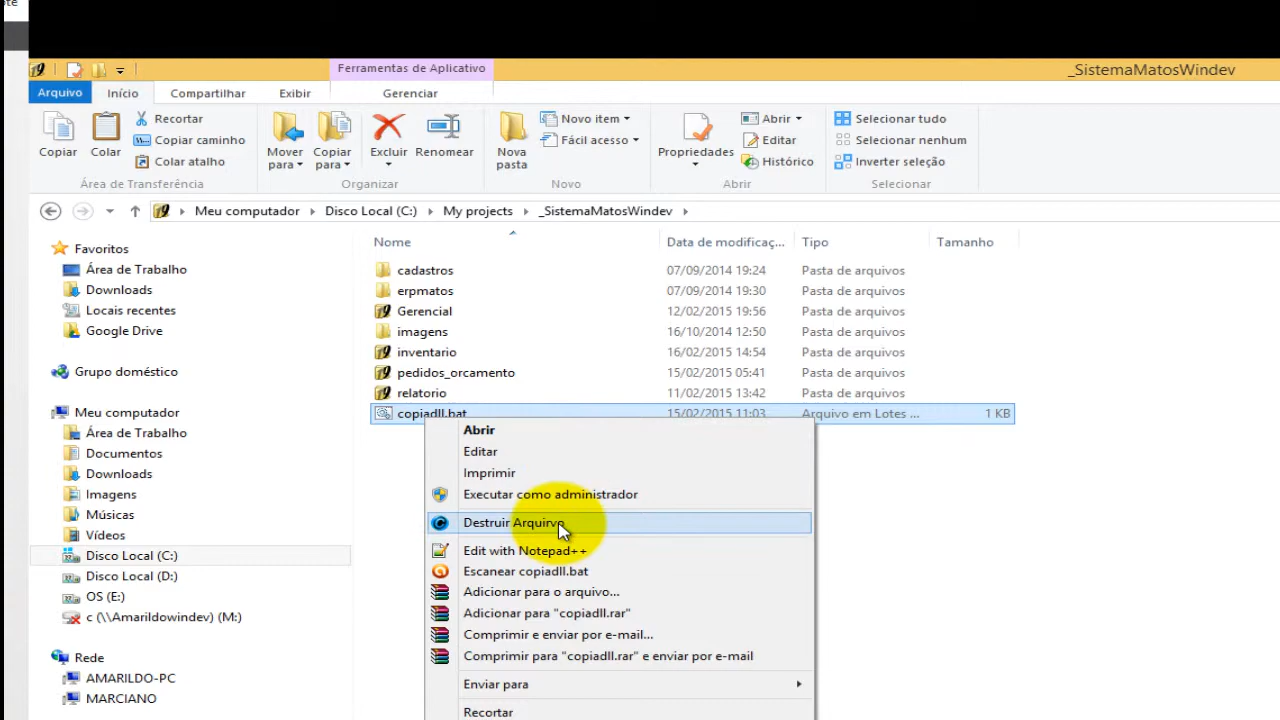 ote
Ferramentas de Aplicativo
_SistemaMatosWindev
Arquivo
Início
Compartilhar
Exibir
Gerenciar
Copiar
Colar
Recortar
Copiar caminho
Colar atalho
Área de Transferência
Mover para
Copiar para
Excluir
Renomear
Organizar
Nova pasta
Novo item
Fácil acesso
Novo
Propriedades
Abrir
Editar
Histórico
Abrir
Selecionar tudo
Selecionar nenhum
Inverter seleção
Selecionar
Meu computador
Disco Local (C:)
My projects
_SistemaMatosWindev
Favoritos
Área de Trabalho
Downloads
Locais recentes
Google Drive
Grupo doméstico
Meu computador
Área de Trabalho
Documentos
Downloads
Imagens
Músicas
Vídeos
Disco Local (C:)
Disco Local (D:)
OS (E:)
c (\\Amarildowindev) (M:)
Rede
AMARILDO-PC
MARCIANO
Nome Data de modificaç... Tipo Tamanho
cadastros 07/09/2014 19:24 Pasta de arquivos
erpmatos 07/09/2014 19:30 Pasta de arquivos
Gerencial 12/02/2015 19:56 Pasta de arquivos
imagens 16/10/2014 12:50 Pasta de arquivos
inventario 16/02/2015 14:54 Pasta de arquivos
pedidos_orcamento 15/02/2015 05:41 Pasta de arquivos
relatorio 11/02/2015 13:42 Pasta de arquivos
copiadll.bat 15/02/2015 11:03 Arquivo em Lotes ... 1 KB
Abrir
Editar
Imprimir
Executar como administrador
Destruir Arquirvo
Edit with Notepad++
Escanear copiadll.bat
Adicionar para o arquivo...
Adicionar para "copiadll.rar"
Comprimir e enviar por e-mail...
Comprimir para "copiadll.rar" e enviar por e-mail
Enviar para
Recortar